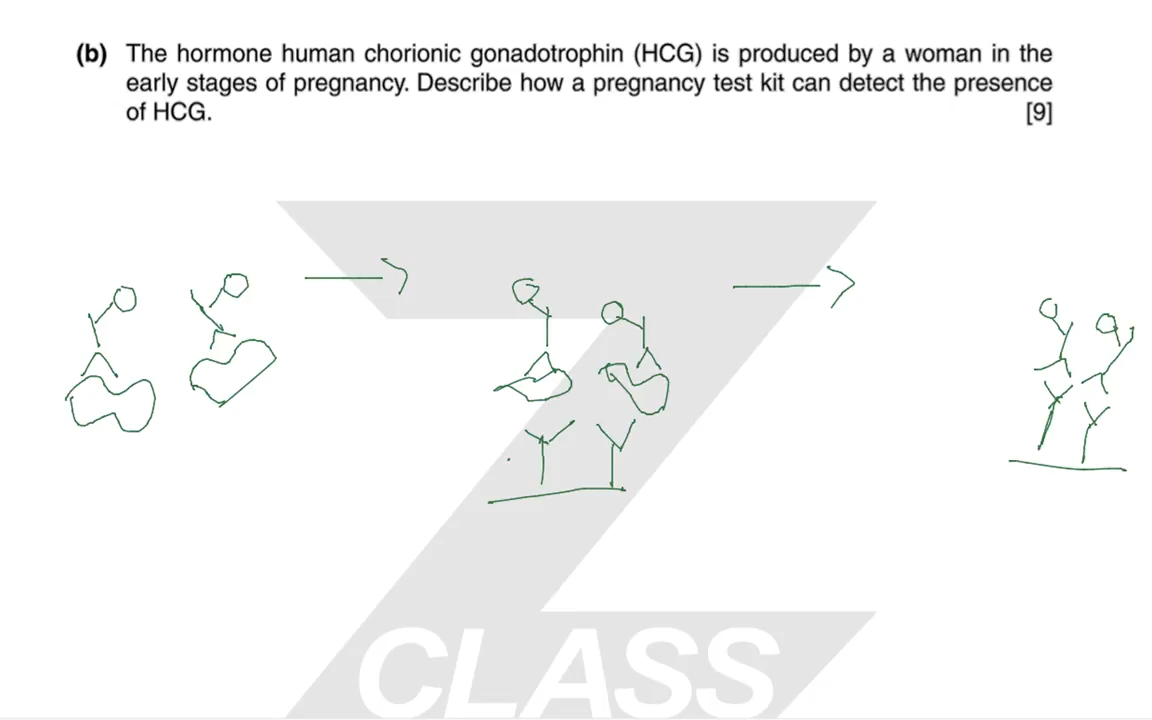 (b) The hormone human chorionic gonadotrophin (HCG) is produced by a woman in the
early stages of pregnancy. Describe how a pregnancy test kit can detect the presence
of HCG. [9]
Z
CLASS